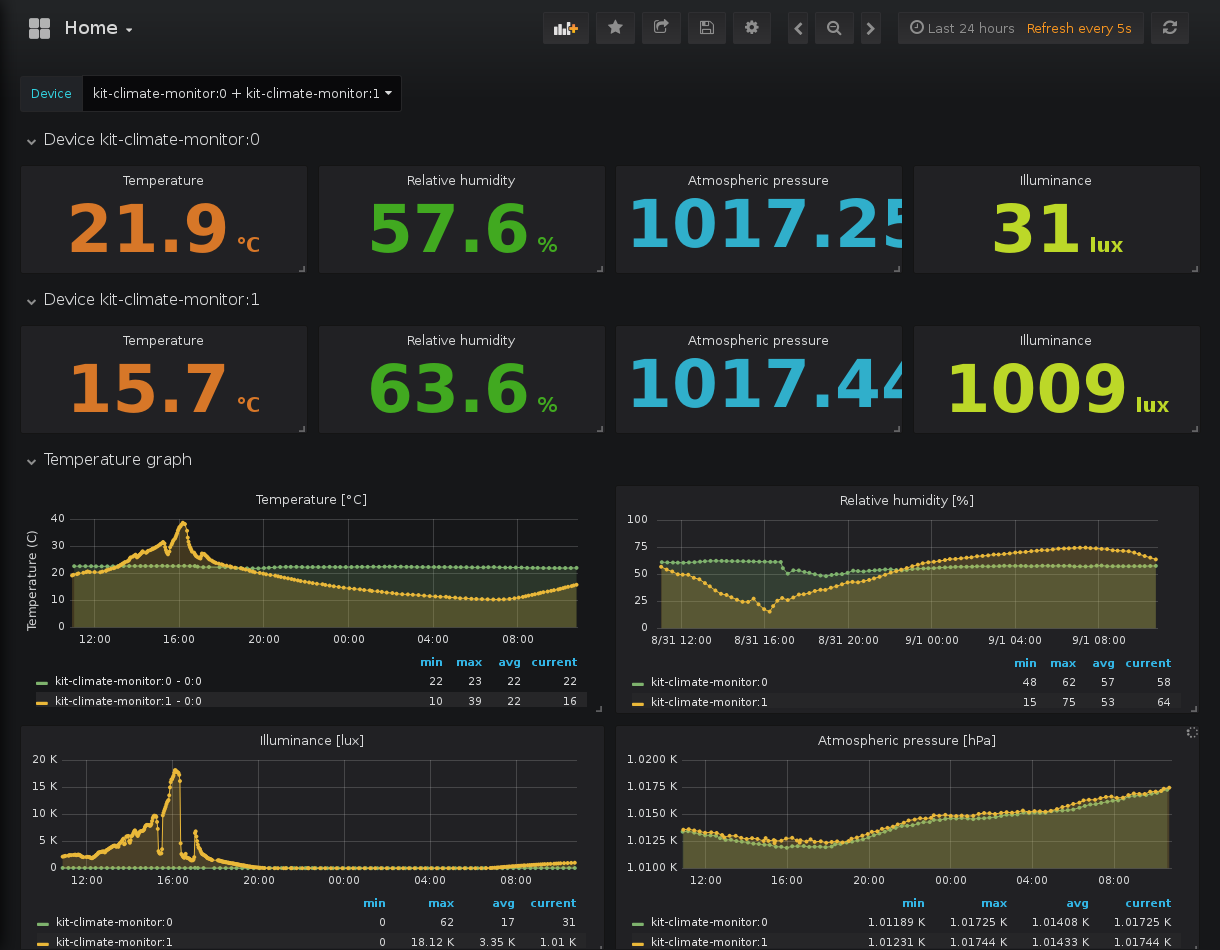 Home
Last 24 hours Refresh every 5s
Device kit-climate-monitor:0 + kit-climate-monitor:1
Device kit-climate-monitor:0
Temperature Relative humidity Atmospheric pressure Illuminance
21.9 °C 57.6 % 1017.25 31 lux
Device kit-climate-monitor:1
Temperature Relative humidity Atmospheric pressure Illuminance
15.7 °C 63.6 % 1017.44 1009 lux
Temperature graph
Temperature [°C]
Temperature (C)
40
30
20
10
0
12:00 16:00 20:00 00:00 04:00 08:00
min max avg current
kit-climate-monitor:0 - 0:0 22 23 22 22
kit-climate-monitor:1 - 0:0 10 39 22 16
Relative humidity [%]
100
75
50
25
0
8/31 12:00 8/31 16:00 8/31 20:00 9/1 00:00 9/1 04:00 9/1 08:00
min max avg current
kit-climate-monitor:0 48 62 57 58
kit-climate-monitor:1 15 75 53 64
Illuminance [lux]
20 K
15 K
10 K
5 K
0
12:00 16:00 20:00 00:00 04:00 08:00
min max avg current
kit-climate-monitor:0 0 62 17 31
kit-climate-monitor:1 0 18.12 K 3.35 K 1.01 K
Atmospheric pressure [hPa]
1.0200 K
1.0175 K
1.0150 K
1.0125 K
1.0100 K
12:00 16:00 20:00 00:00 04:00 08:00
min max avg current
kit-climate-monitor:0 1.01189 K 1.01725 K 1.01408 K 1.01725 K
kit-climate-monitor:1 1.01231 K 1.01744 K 1.01433 K 1.01744 K